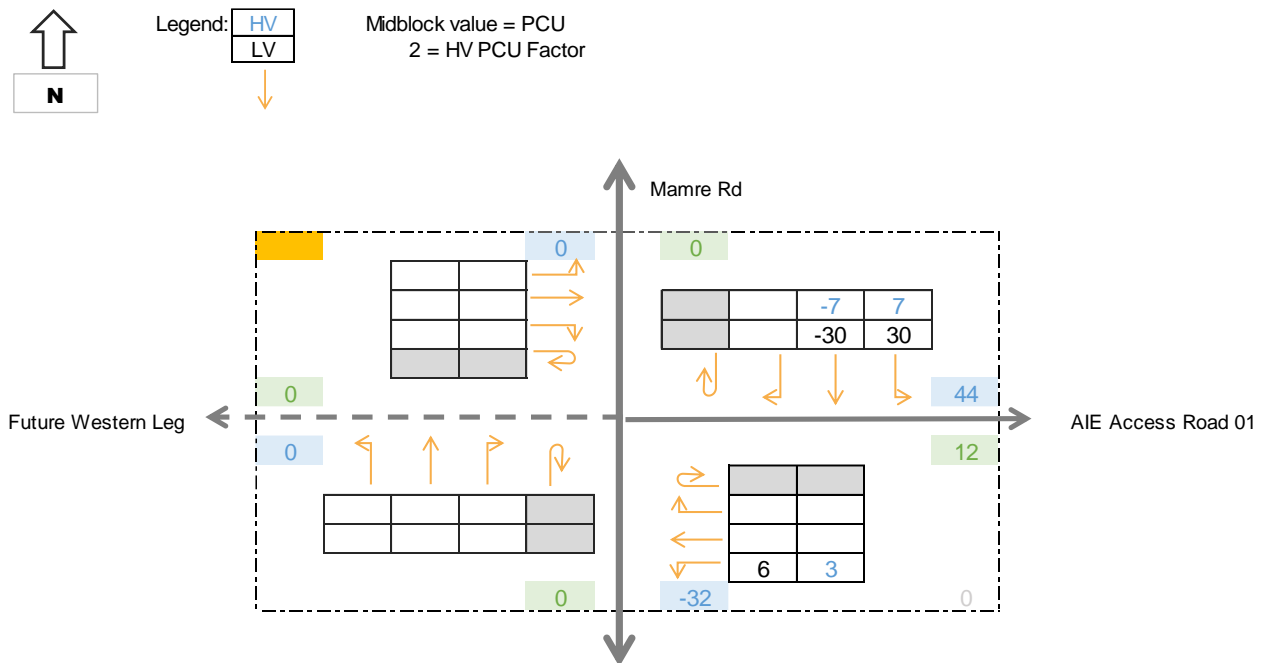 Legend: HV Midblock value = PCU
LV 2 = HV PCU Factor
N
Mamre Rd
0 0
-7 7
-30 30
0 44
Future Western Leg AIE Access Road 01
0 12
6 3
0 -32 0